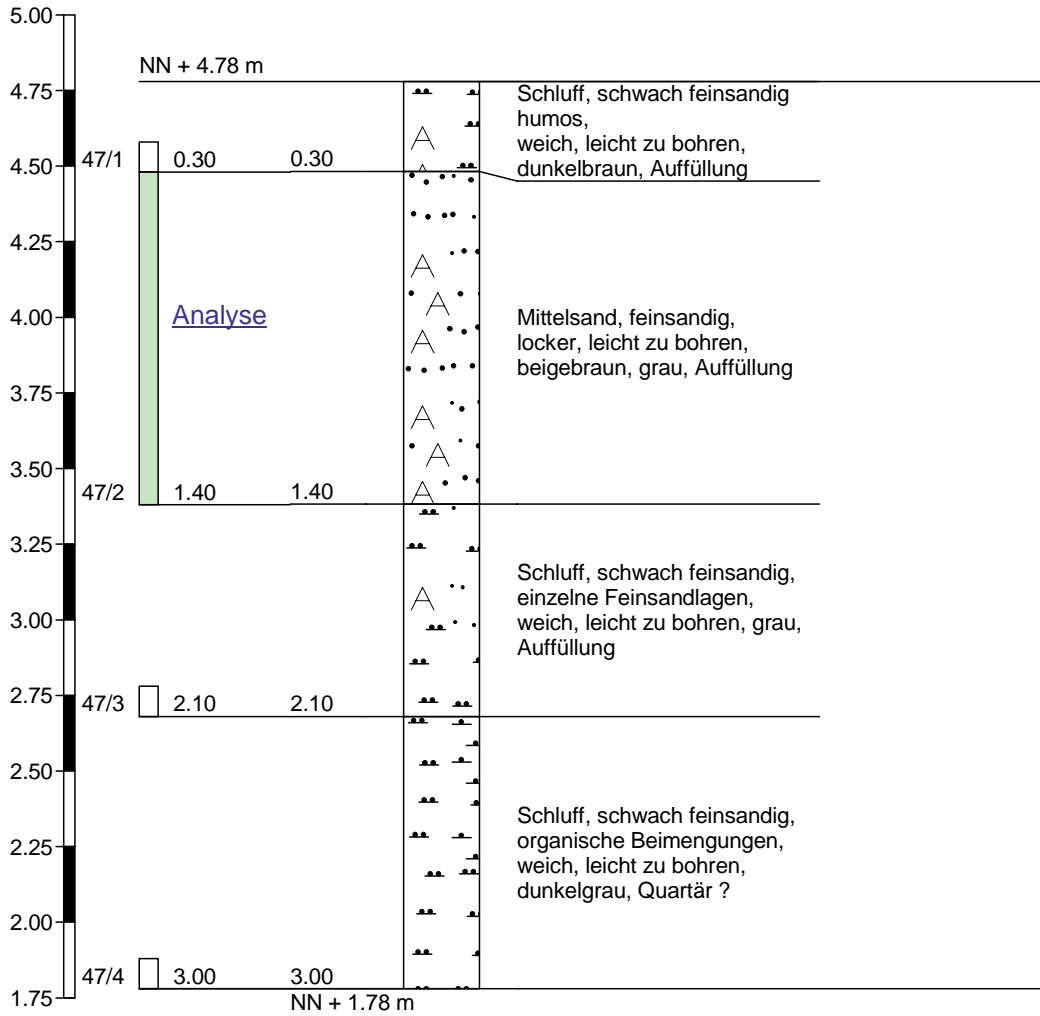 5.00
NN + 4.78 m
4.75
Schluff, schwach feinsandig
humos,
weich, leicht zu bohren,
dunkelbraun, Auffüllung
4.50
47/1
0.30
0.30
4.25
Analyse
4.00
Mittelsand, feinsandig,
locker, leicht zu bohren,
beigebraun, grau, Auffüllung
3.75
3.50
47/2
1.40
1.40
3.25
Schluff, schwach feinsandig,
einzelne Feinsandlagen,
weich, leicht zu bohren, grau,
Auffüllung
3.00
2.75
47/3
2.10
2.10
2.50
Schluff, schwach feinsandig,
organische Beimengungen,
weich, leicht zu bohren,
dunkelgrau, Quartär ?
2.25
2.00
47/4
3.00
3.00
1.75
NN + 1.78 m